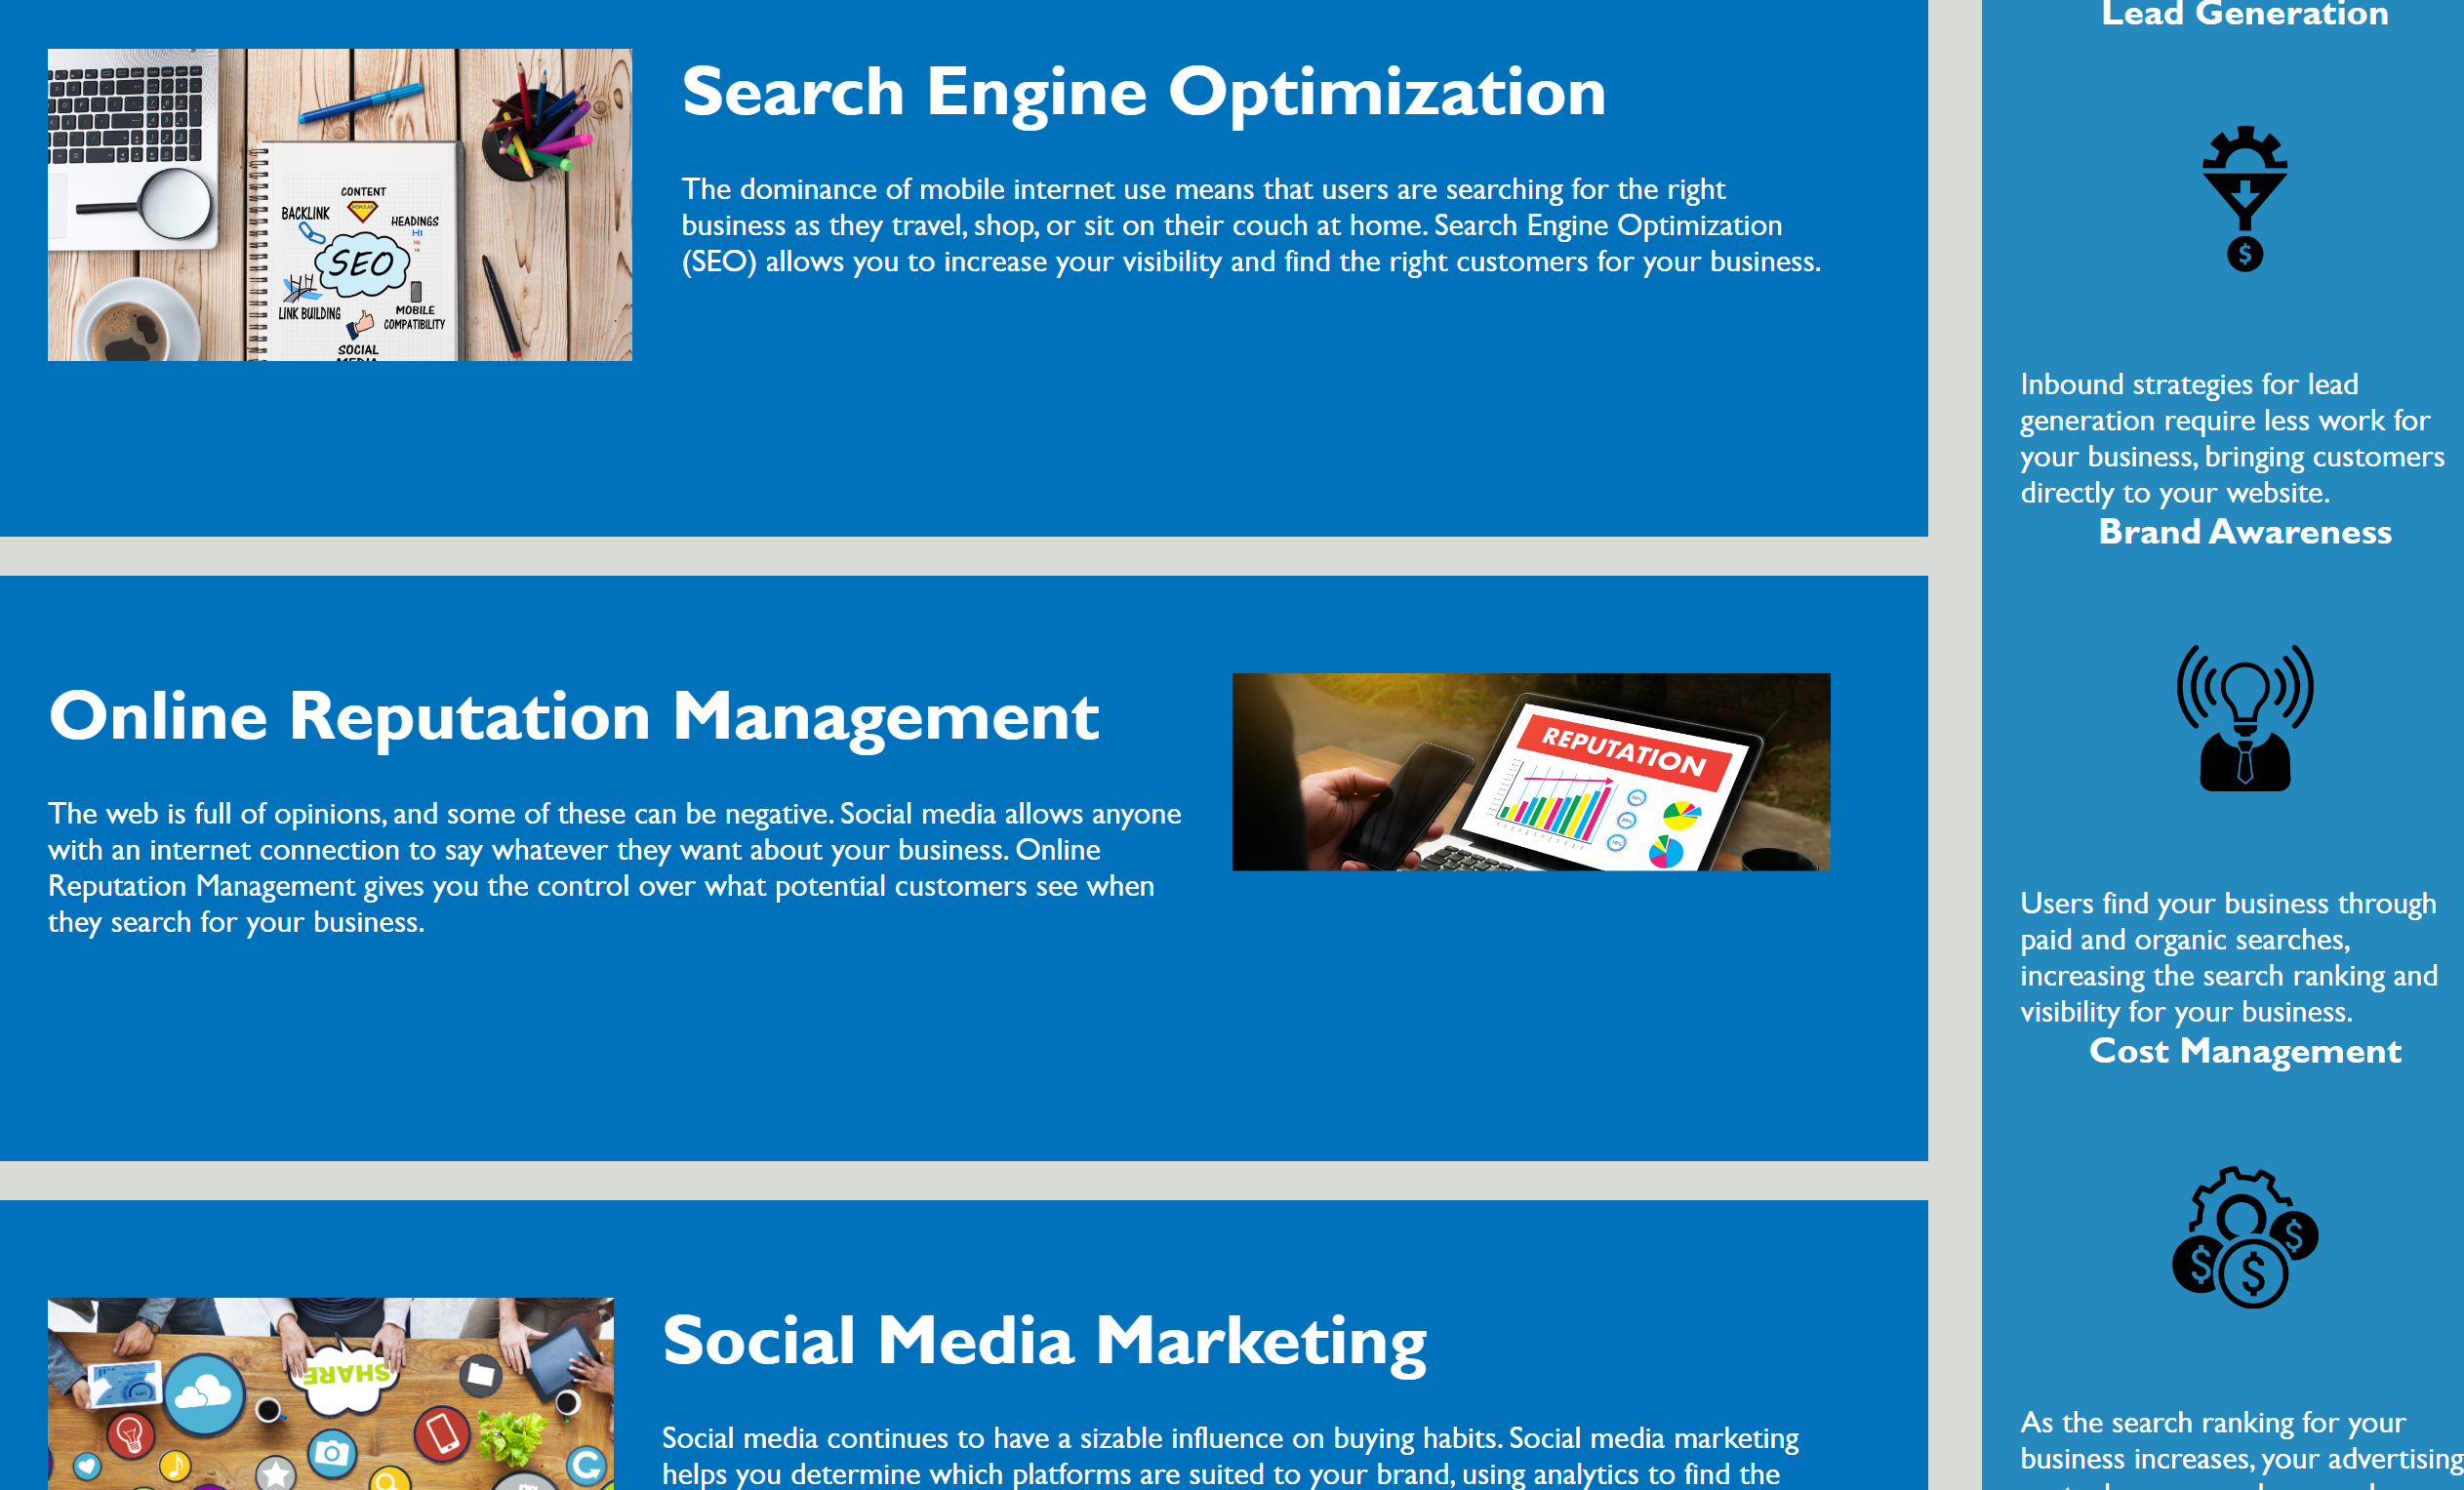 Search Engine Optimization
The dominance of mobile internet use means that users are searching for the right
business as they travel, shop, or sit on their couch at home. Search Engine Optimization
(SEO) allows you to increase your visibility and find the right customers for your business.
CONTENT
POPULAR
BACKLINK
HEADINGS
H1
H2
SEO
LINK BUILDING
MOBILE
COMPATIBILITY
SOCIAL
MEDIA
Online Reputation Management
The web is full of opinions, and some of these can be negative. Social media allows anyone
with an internet connection to say whatever they want about your business. Online
Reputation Management gives you the control over what potential customers see when
they search for your business.
REPUTATION
Social Media Marketing
Social media continues to have a sizable influence on buying habits. Social media marketing
helps you determine which platforms are suited to your brand, using analytics to find the
SHARE
Lead Generation
$
Inbound strategies for lead
generation require less work for
your business, bringing customers
directly to your website.
Brand Awareness
Users find your business through
paid and organic searches,
increasing the search ranking and
visibility for your business.
Cost Management
$
$
$
As the search ranking for your
business increases, your advertising